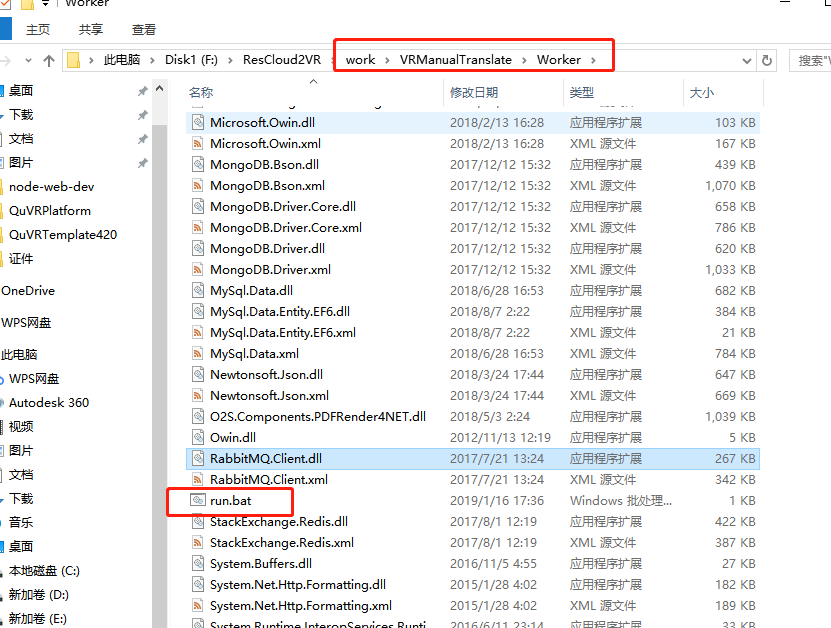 Worker
主页 共享 查看
此电脑 Disk1 (F:) ResCloud2VR work VRManualTranslate Worker
桌面
下载
文档
图片
node-web-dev
QuVRPlatform
QuVRTemplate420
证件
OneDrive
WPS网盘
此电脑
WPS网盘
Autodesk 360
视频
图片
文档
下载
音乐
桌面
本地磁盘 (C:)
新加卷 (D:)
新加卷 (E:)
名称 修改日期 类型 大小
Microsoft.Owin.dll 2018/2/13 16:28 应用程序扩展 103 KB
Microsoft.Owin.xml 2018/2/13 16:28 XML 源文件 167 KB
MongoDB.Bson.dll 2017/12/12 15:32 应用程序扩展 439 KB
MongoDB.Bson.xml 2017/12/12 15:32 XML 源文件 1,070 KB
MongoDB.Driver.Core.dll 2017/12/12 15:32 应用程序扩展 658 KB
MongoDB.Driver.Core.xml 2017/12/12 15:32 XML 源文件 786 KB
MongoDB.Driver.dll 2017/12/12 15:32 应用程序扩展 620 KB
MongoDB.Driver.xml 2017/12/12 15:32 XML 源文件 1,033 KB
MySql.Data.dll 2018/6/28 16:53 应用程序扩展 682 KB
MySql.Data.Entity.EF6.dll 2018/8/7 2:22 应用程序扩展 384 KB
MySql.Data.Entity.EF6.xml 2018/8/7 2:22 XML 源文件 21 KB
MySql.Data.xml 2018/6/28 16:53 XML 源文件 784 KB
Newtonsoft.Json.dll 2018/3/24 17:44 应用程序扩展 647 KB
Newtonsoft.Json.xml 2018/3/24 17:44 XML 源文件 669 KB
O2S.Components.PDFRender4NET.dll 2018/5/3 2:24 应用程序扩展 1,039 KB
Owin.dll 2012/11/13 12:19 应用程序扩展 5 KB
RabbitMQ.Client.dll 2017/7/21 13:24 应用程序扩展 267 KB
RabbitMQ.Client.xml 2017/7/21 13:24 XML 源文件 342 KB
run.bat 2019/1/16 17:36 Windows 批处理... 1 KB
StackExchange.Redis.dll 2017/8/1 12:19 应用程序扩展 422 KB
StackExchange.Redis.xml 2017/8/1 12:19 XML 源文件 387 KB
System.Buffers.dll 2016/11/5 4:55 应用程序扩展 27 KB
System.Net.Http.Formatting.dll 2015/1/28 4:02 应用程序扩展 182 KB
System.Net.Http.Formatting.xml 2015/1/28 4:02 XML 源文件 189 KB
System.Runtime.InteropServices.Runti... 2016/6/11 23:14 应用程序扩展 33 KB
搜索"W